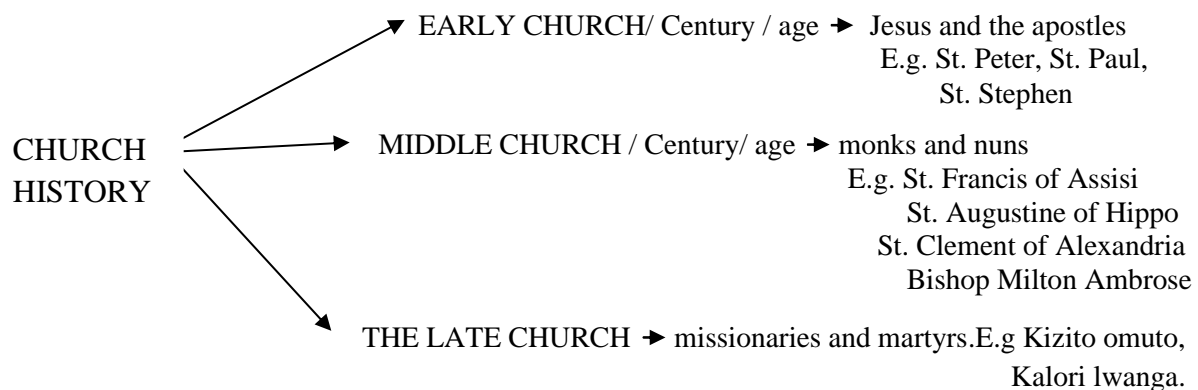 EARLY CHURCH/ Century / age → Jesus and the apostles
E.g. St. Peter, St. Paul,
St. Stephen
CHURCH
HISTORY
MIDDLE CHURCH / Century/ age → monks and nuns
E.g. St. Francis of Assisi
St. Augustine of Hippo
St. Clement of Alexandria
Bishop Milton Ambrose
THE LATE CHURCH → missionaries and martyrs.E.g Kizito omuto,
Kalori lwanga.